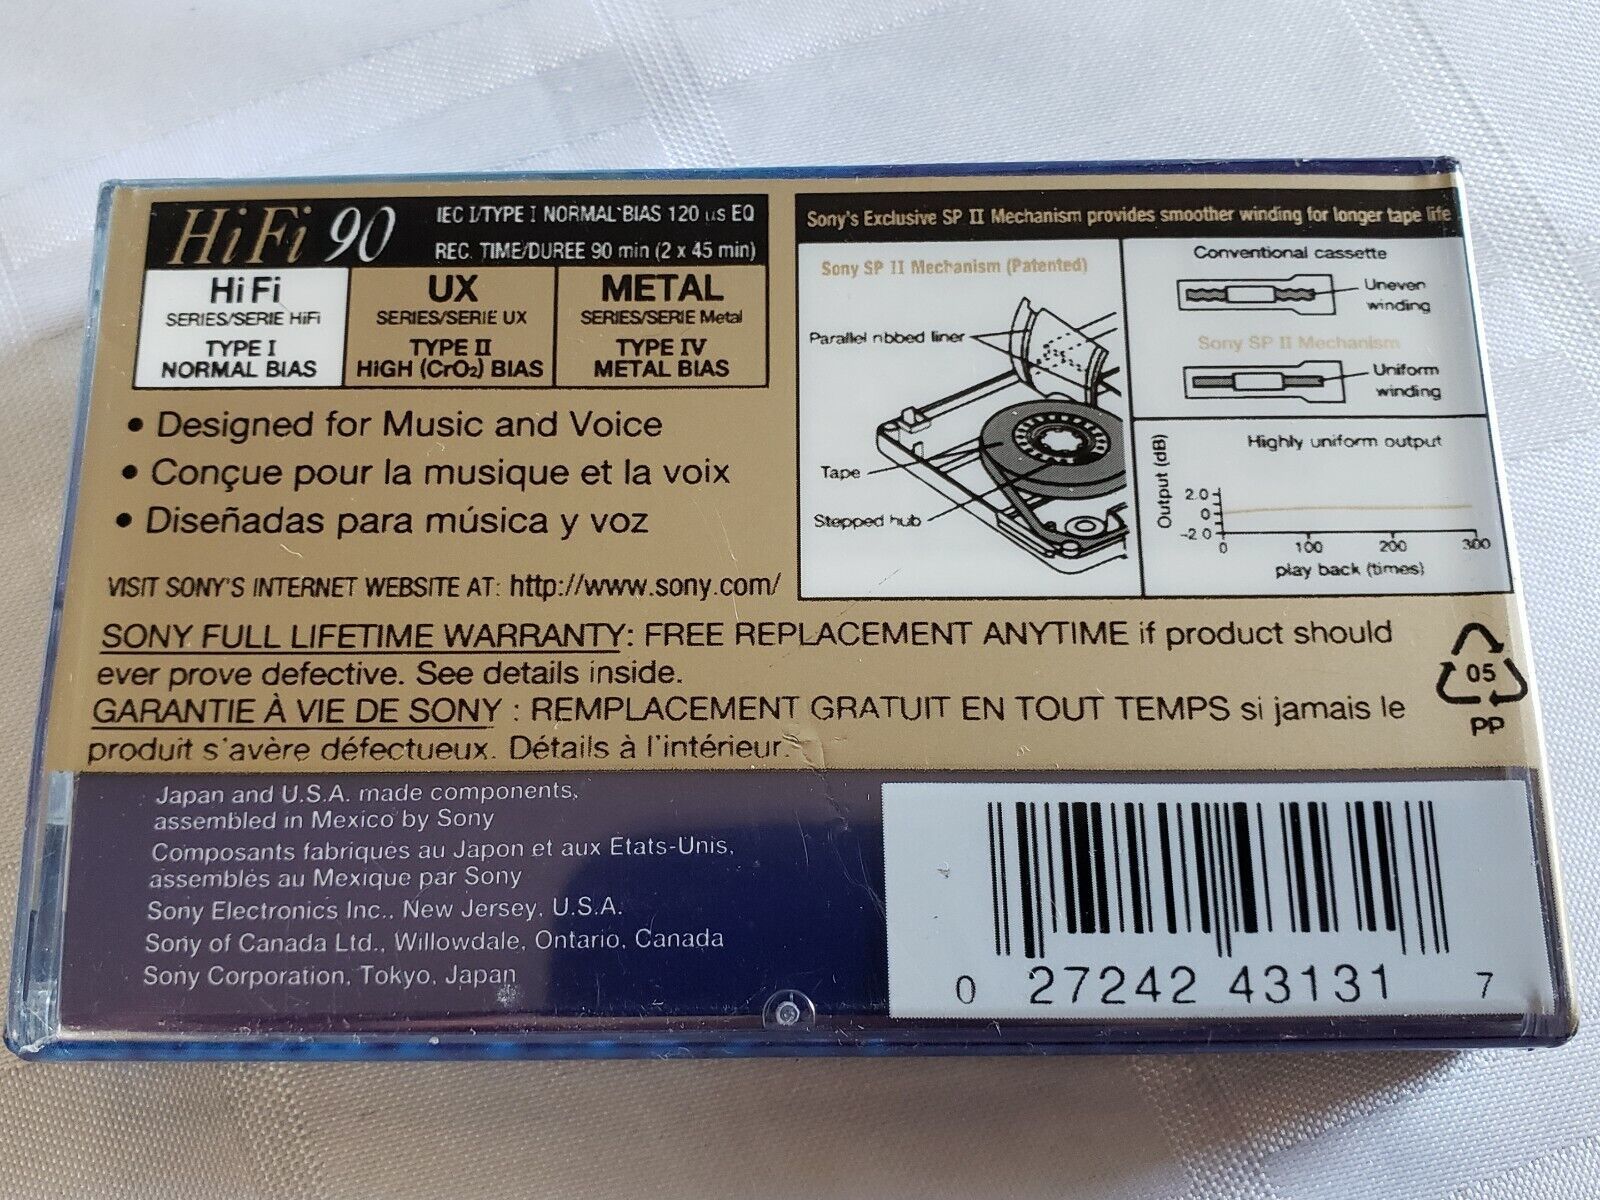 HiFi 90
IEC I/TYPE I NORMAL BIAS 120 us EQ
REC. TIME/DUREE 90 min (2 x 45 min)
HiFi
SERIES/SERIE HiFi
TYPE I
NORMAL BIAS
UX
SERIES/SERIE UX
TYPE II
HIGH (CrO₂) BIAS
METAL
SERIES/SERIE Metal
TYPE IV
METAL BIAS
• Designed for Music and Voice
• Conçue pour la musique et la voix
• Diseñadas para música y voz
VISIT SONY'S INTERNET WEBSITE AT: http://www.sony.com/
Sony's Exclusive SP II Mechanism provides smoother winding for longer tape life
Sony SP II Mechanism (Patented)
Parallel ribbed liner
Tape
Stepped hub
Conventional cassette
Uneven
winding
Sony SP II Mechanism
Uniform
winding
Highly uniform output
Output (dB)
2.0
0
-2.0
0 100 200 300
play back (times)
SONY FULL LIFETIME WARRANTY: FREE REPLACEMENT ANYTIME if product should
ever prove defective. See details inside.
GARANTIE À VIE DE SONY : REMPLACEMENT GRATUIT EN TOUT TEMPS si jamais le
produit s'avère défectueux. Détails à l'intérieur.
05
PP
Japan and U.S.A. made components,
assembled in Mexico by Sony
Composants fabriqués au Japon et aux Etats-Unis,
assemblés au Mexique par Sony
Sony Electronics Inc., New Jersey, U.S.A.
Sony of Canada Ltd., Willowdale, Ontario, Canada
Sony Corporation, Tokyo, Japan
0 27242 43131 7